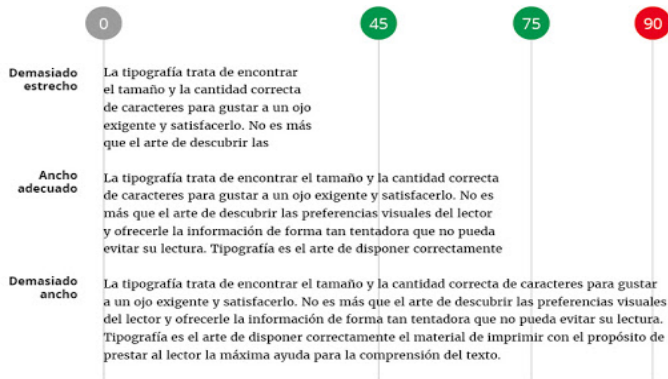 0 45 75 90
Demasiado
estrecho
La tipografía trata de encontrar
el tamaño y la cantidad correcta
de caracteres para gustar a un ojo
exigente y satisfacerlo. No es más
que el arte de descubrir las
Ancho
adecuado
La tipografía trata de encontrar el tamaño y la cantidad correcta
de caracteres para gustar a un ojo exigente y satisfacerlo. No es
más que el arte de descubrir las preferencias visuales del lector
y ofrecerle la información de forma tan tentadora que no pueda
evitar su lectura. Tipografía es el arte de disponer correctamente
Demasiado
ancho
La tipografía trata de encontrar el tamaño y la cantidad correcta de caracteres para gustar
a un ojo exigente y satisfacerlo. No es más que el arte de descubrir las preferencias visuales
del lector y ofrecerle la información de forma tan tentadora que no pueda evitar su lectura.
Tipografía es el arte de disponer correctamente el material de imprimir con el propósito de
prestar al lector la máxima ayuda para la comprensión del texto.